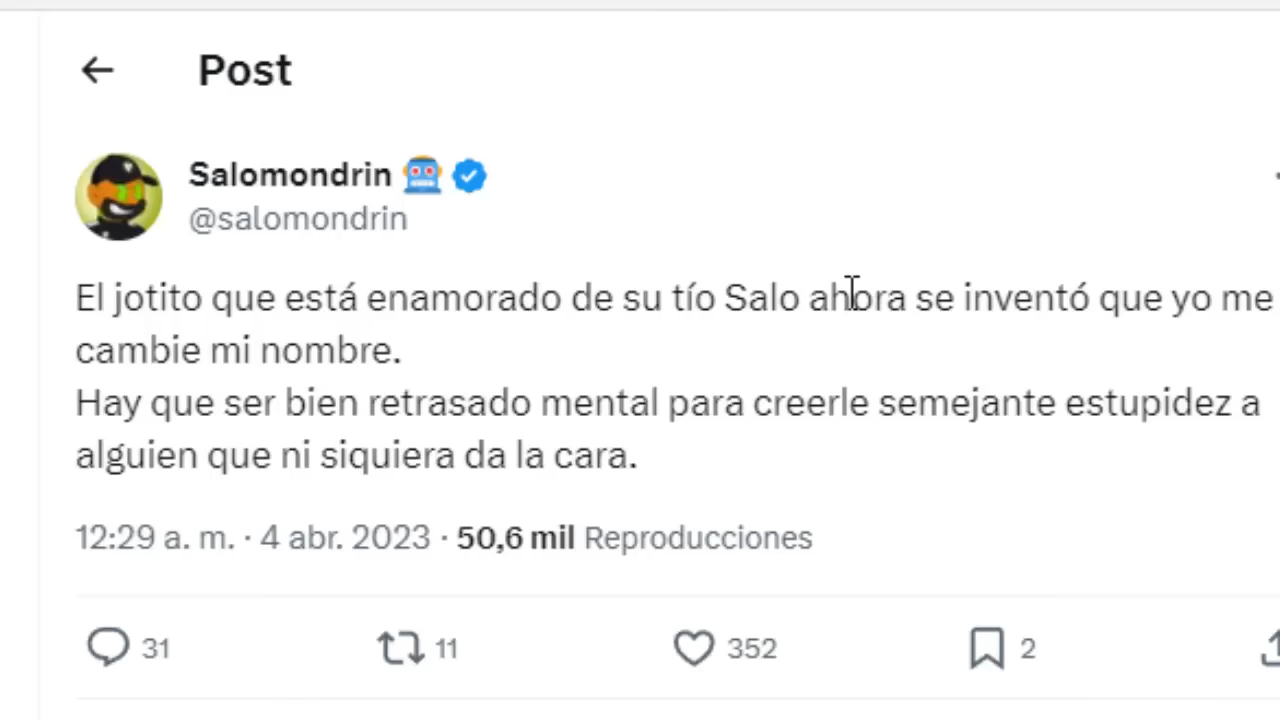 Post
Salomondrin
@salomondrin
El jotito que está enamorado de su tío Salo ahora se inventó que yo me
cambie mi nombre.
Hay que ser bien retrasado mental para creerle semejante estupidez a
alguien que ni siquiera da la cara.
12:29 a. m. · 4 abr. 2023 · 50,6 mil Reproducciones
31 11 352 2